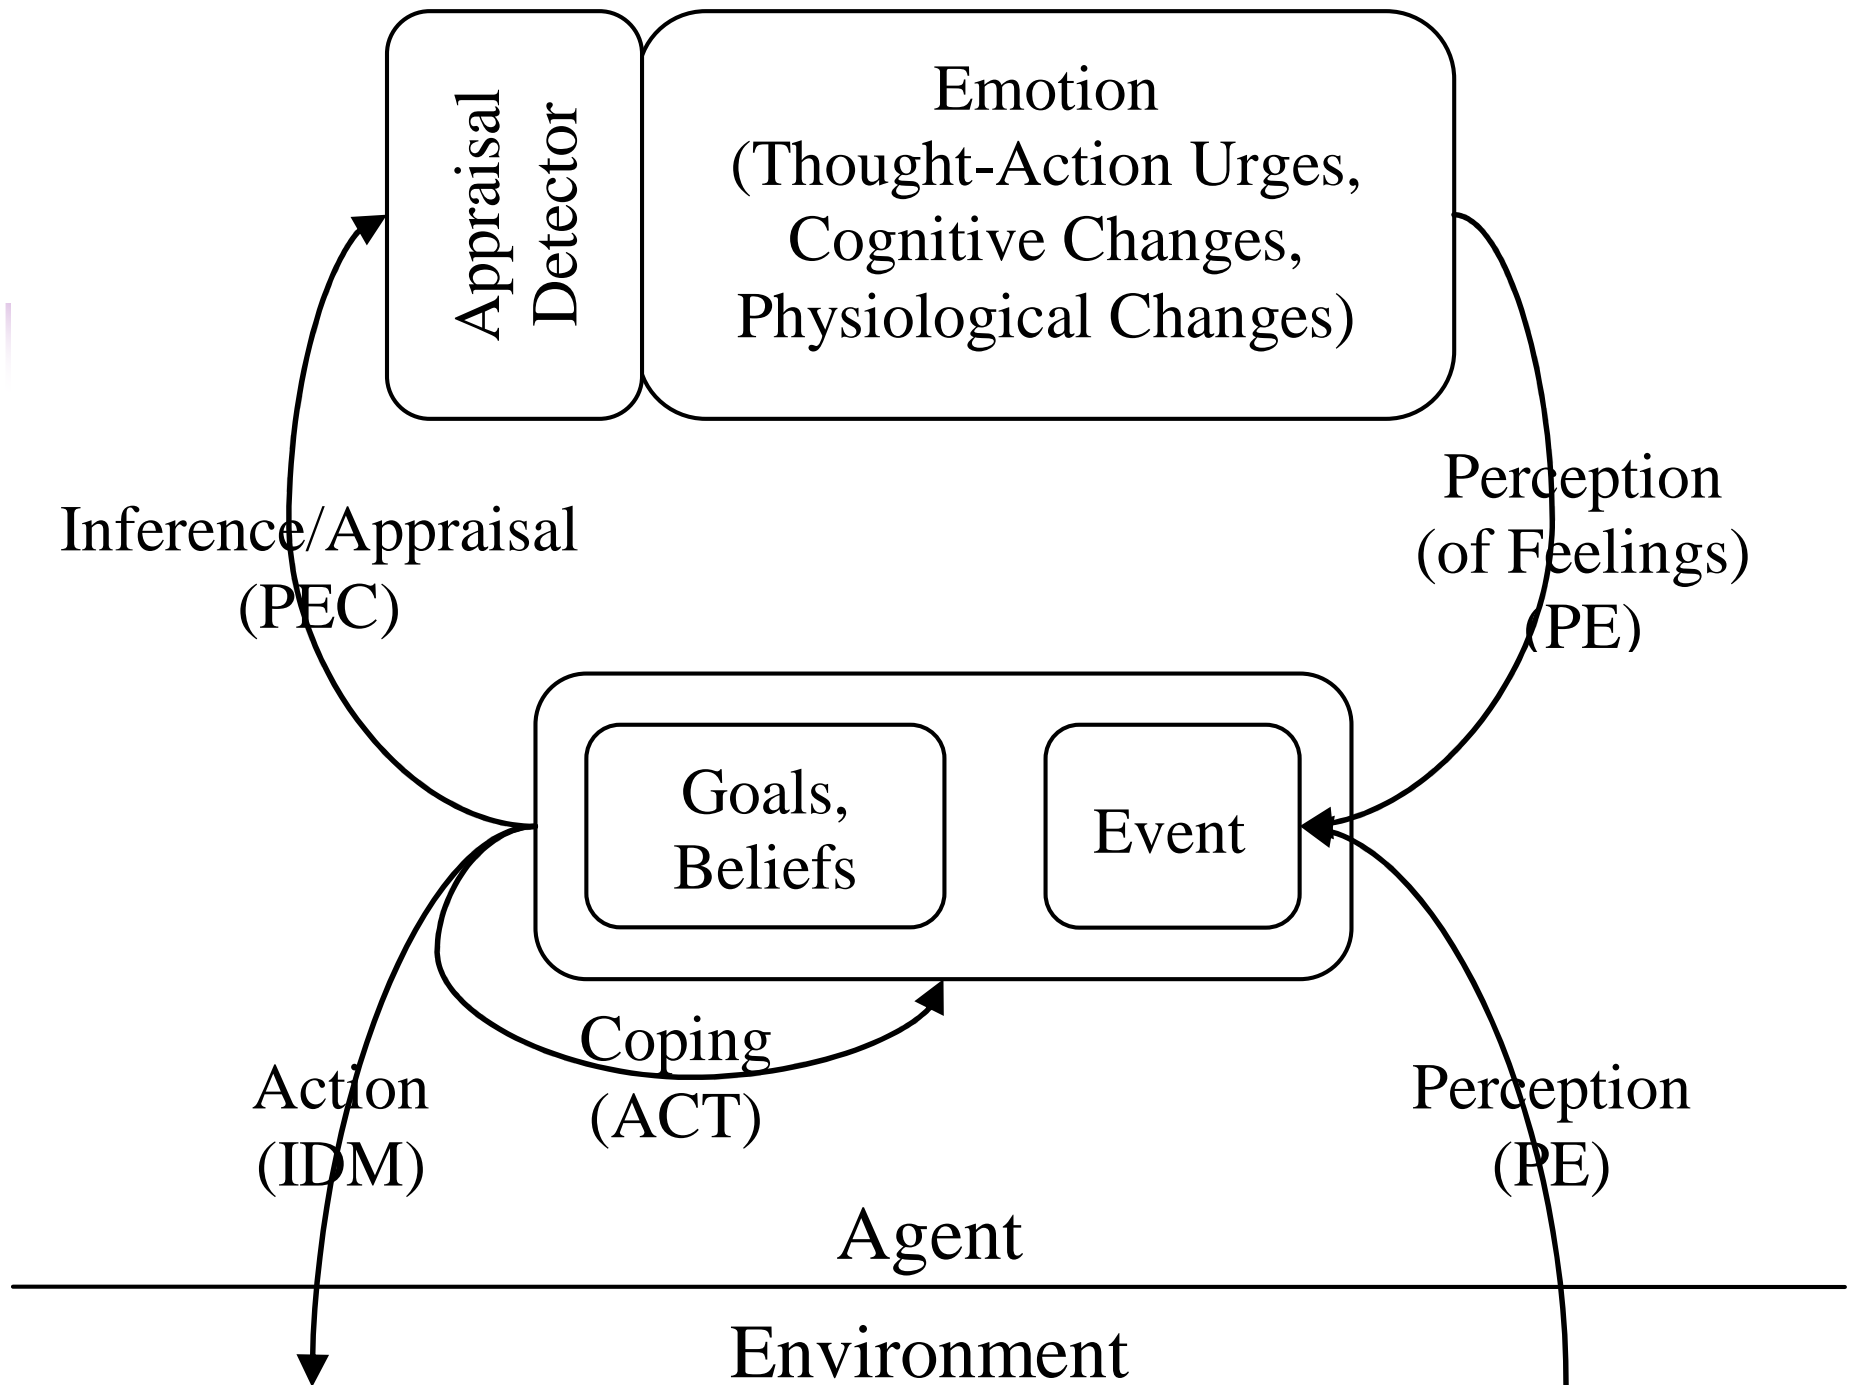 Appraisal
Detector
Emotion
(Thought-Action Urges,
Cognitive Changes,
Physiological Changes)
Inference/Appraisal
(PEC)
Perception
(of Feelings)
(PE)
Goals,
Beliefs
Event
Coping
(ACT)
Action
(IDM)
Perception
(PE)
Agent
Environment